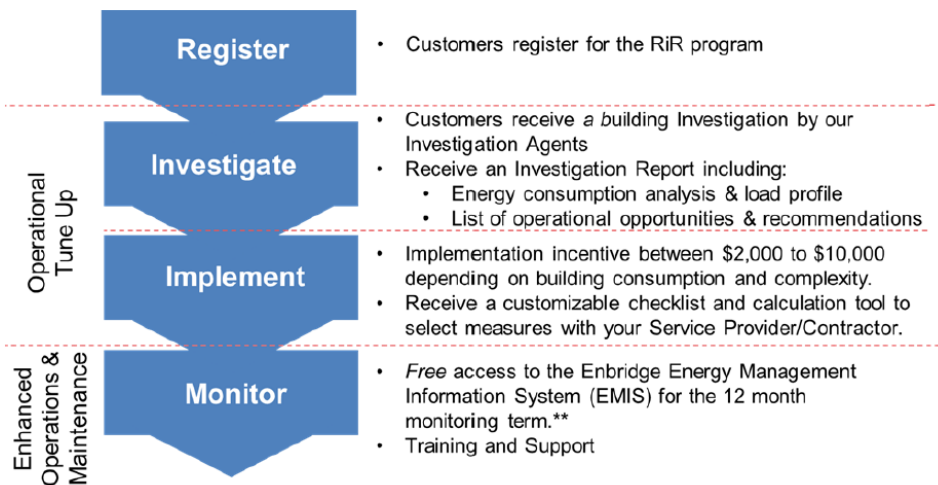 Register
• Customers register for the RiR program
Operational
Tune Up
Investigate
• Customers receive a building Investigation by our
Investigation Agents
• Receive an Investigation Report including:
• Energy consumption analysis & load profile
• List of operational opportunities & recommendations
Implement
• Implementation incentive between $2,000 to $10,000
depending on building consumption and complexity.
• Receive a customizable checklist and calculation tool to
select measures with your Service Provider/Contractor.
Enhanced
Operations &
Maintenance
Monitor
• Free access to the Enbridge Energy Management
Information System (EMIS) for the 12 month
monitoring term.**
• Training and Support